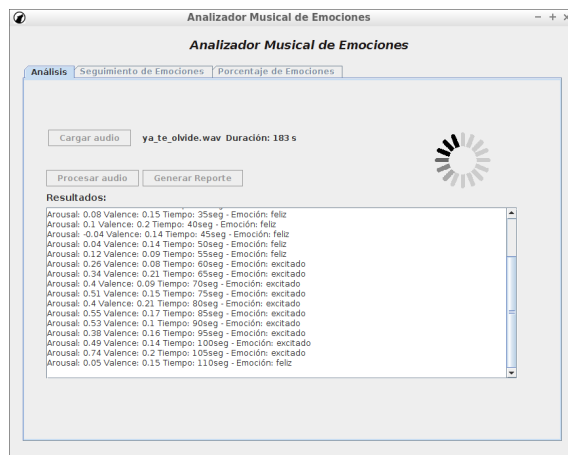 Analizador Musical de Emociones
Analizador Musical de Emociones
Análisis Seguimiento de Emociones Porcentaje de Emociones
Cargar audio ya_te_olvide.wav Duración: 183 s
Procesar audio Generar Reporte
Resultados:
Arousal: 0.08 Valence: 0.15 Tiempo: 35seg - Emoción: feliz
Arousal: 0.1 Valence: 0.2 Tiempo: 40seg - Emoción: feliz
Arousal: -0.04 Valence: 0.14 Tiempo: 45seg - Emoción: feliz
Arousal: 0.04 Valence: 0.14 Tiempo: 50seg - Emoción: feliz
Arousal: 0.12 Valence: 0.09 Tiempo: 55seg - Emoción: feliz
Arousal: 0.26 Valence: 0.08 Tiempo: 60seg - Emoción: excitado
Arousal: 0.34 Valence: 0.21 Tiempo: 65seg - Emoción: excitado
Arousal: 0.4 Valence: 0.09 Tiempo: 70seg - Emoción: excitado
Arousal: 0.51 Valence: 0.15 Tiempo: 75seg - Emoción: excitado
Arousal: 0.4 Valence: 0.21 Tiempo: 80seg - Emoción: excitado
Arousal: 0.55 Valence: 0.17 Tiempo: 85seg - Emoción: excitado
Arousal: 0.53 Valence: 0.1 Tiempo: 90seg - Emoción: excitado
Arousal: 0.38 Valence: 0.16 Tiempo: 95seg - Emoción: excitado
Arousal: 0.49 Valence: 0.14 Tiempo: 100seg - Emoción: excitado
Arousal: 0.74 Valence: 0.2 Tiempo: 105seg - Emoción: excitado
Arousal: 0.05 Valence: 0.15 Tiempo: 110seg - Emoción: feliz